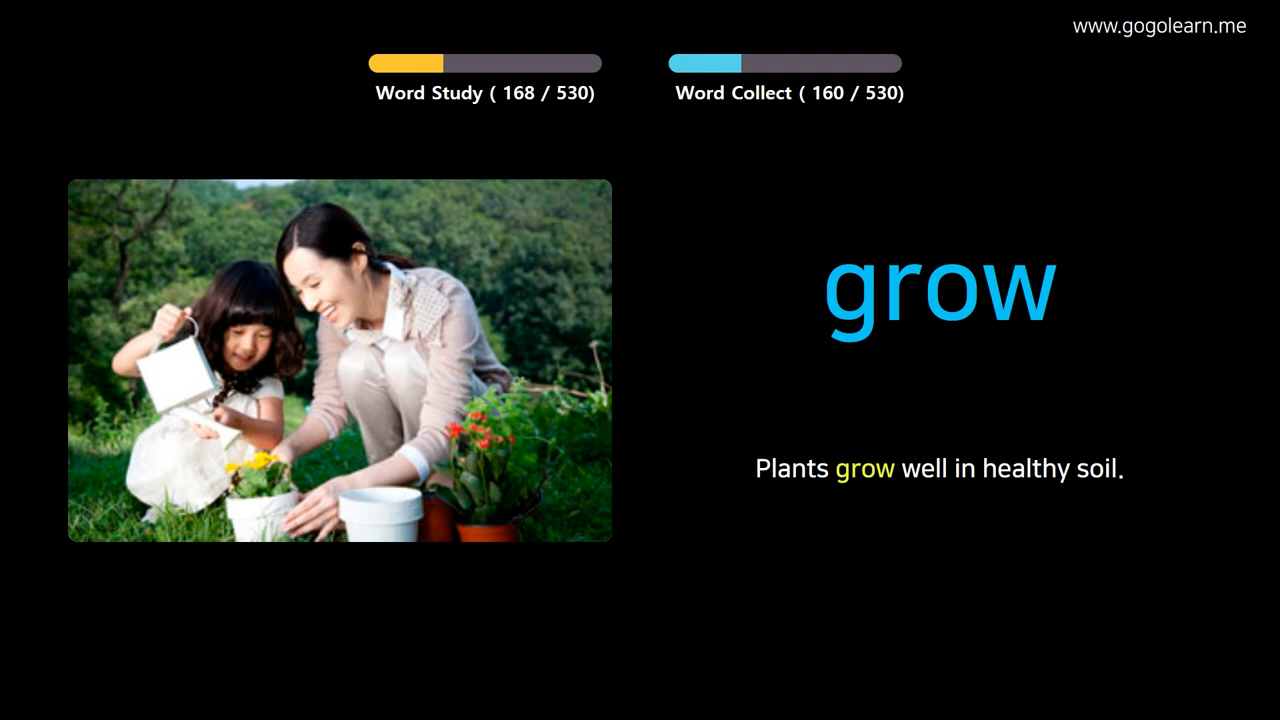 www.gogolearn.me
Word Study ( 168 / 530)
Word Collect ( 160 / 530)
grow
Plants grow well in healthy soil.